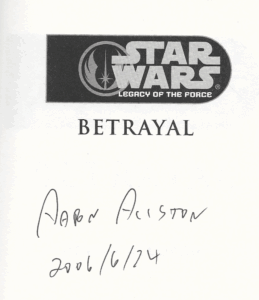 STAR
WARS
LEGACY OF THE FORCE
BETRAYAL
AARON ALLSTON
2006/6/24